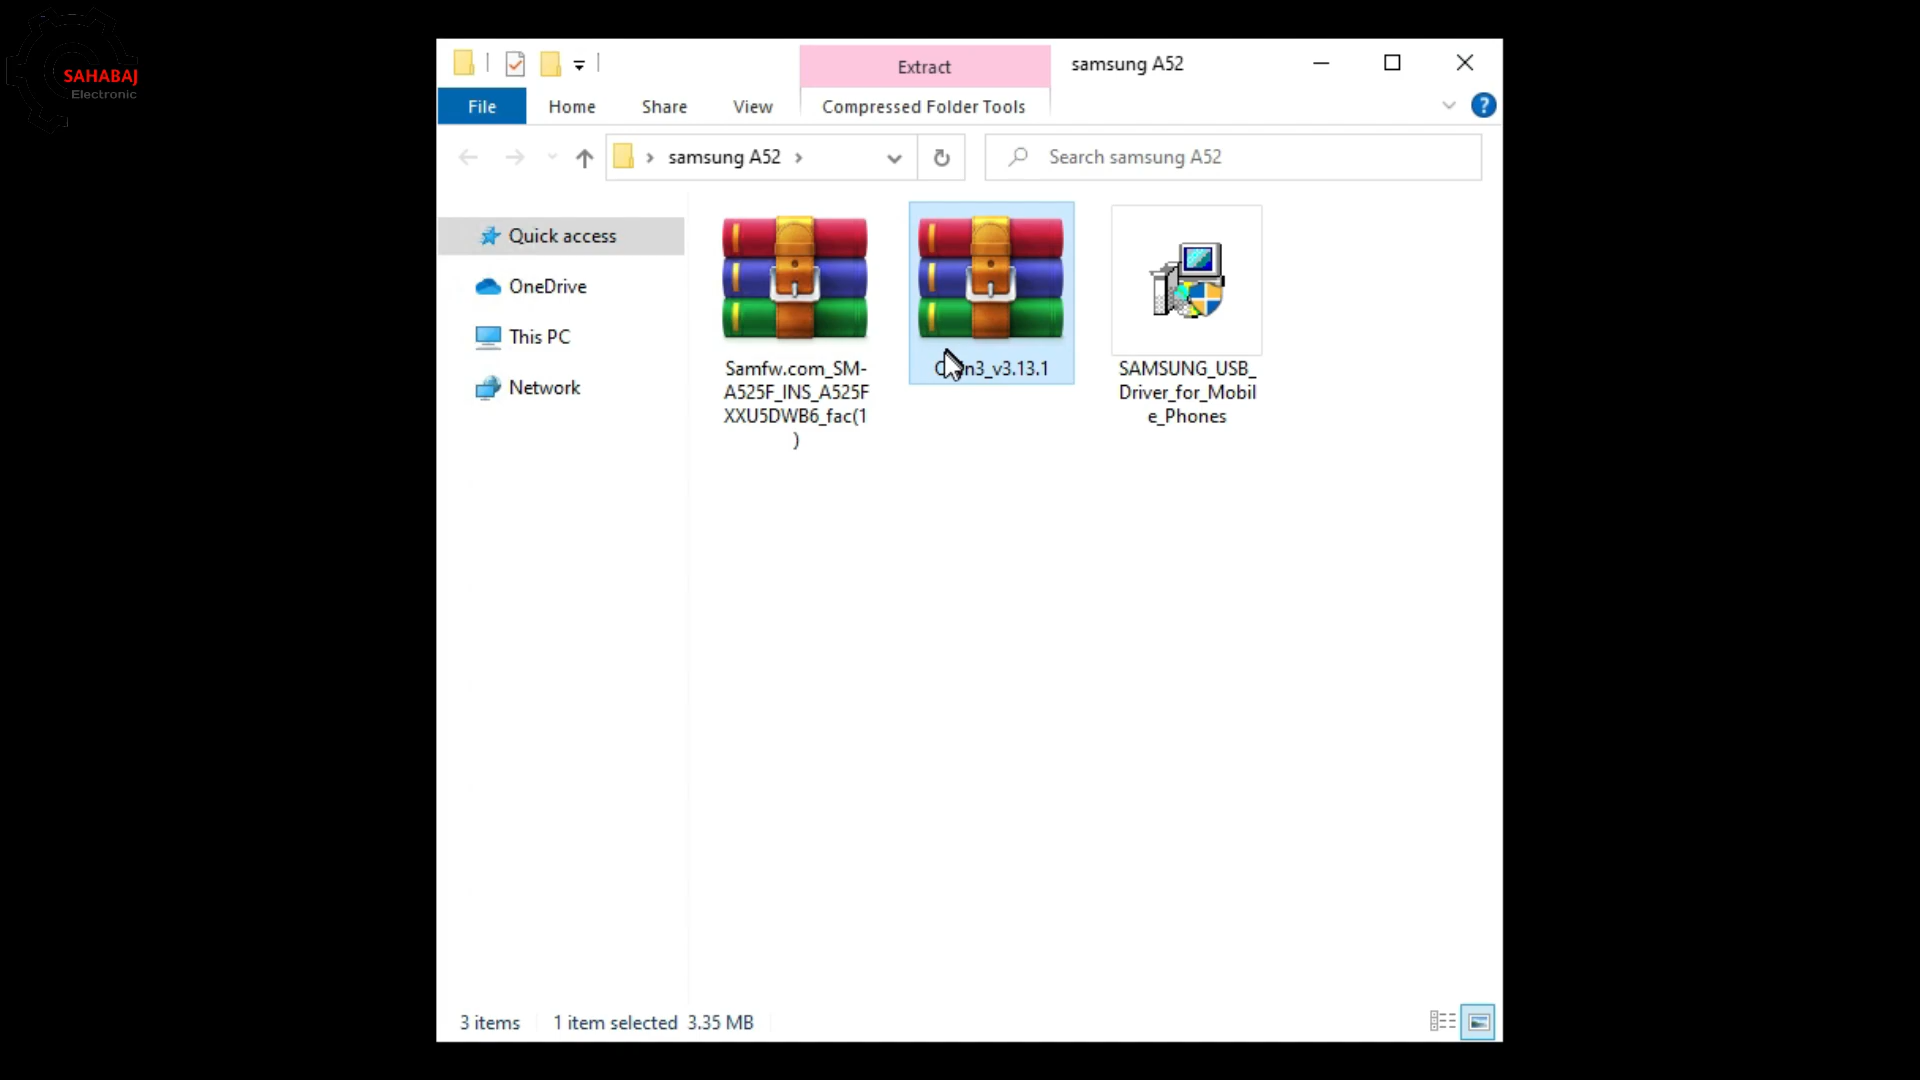 SAHABAJ
Electronic
Extract
samsung A52
File
Home
Share
View
Compressed Folder Tools
?
samsung A52
Search samsung A52
Quick access
OneDrive
This PC
Network
Samfw.com_SM-
A525F_INS_A525F
XXU5DWB6_fac(1
)
n3_v3.13.1
SAMSUNG_USB_
Driver_for_Mobil
e_Phones
3 items
1 item selected 3.35 MB